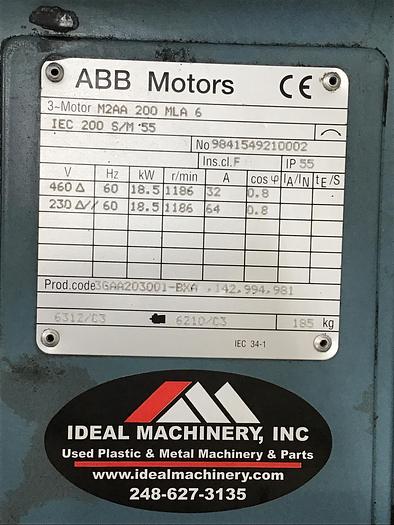 ABB Motors CE
3~Motor M2AA 200 MLA 6
IEC 200 S/M 55
No 9841549210002
Ins.cl. F IP 55
V Hz kW r/min A cos φ IA/IN tE/S
460 Δ 60 18.5 1186 32 0.8
230 Δ// 60 18.5 1186 64 0.8
Prod.code 3GAA203001-BXA ,142,994,981
6312/C3 6210/C3 185 kg
IEC 34-1
IDEAL MACHINERY, INC
Used Plastic & Metal Machinery & Parts
www.idealmachinery.com
248-627-3135